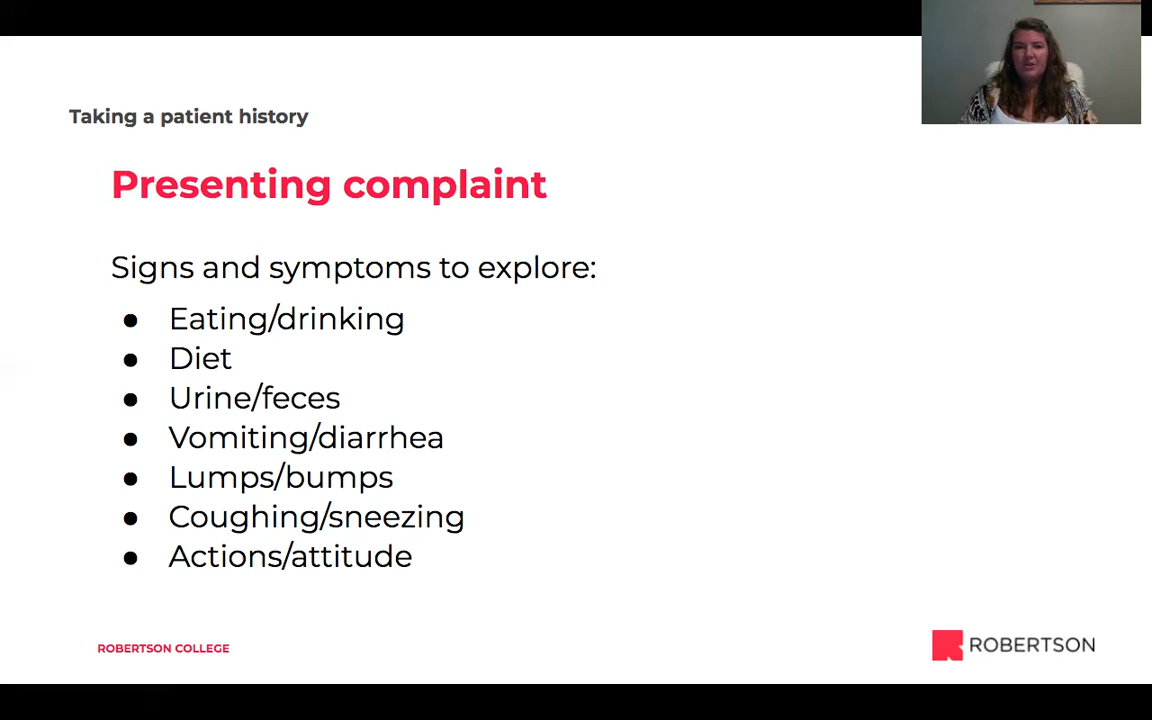 Taking a patient history
Presenting complaint
Signs and symptoms to explore:
● Eating/drinking
● Diet
● Urine/feces
● Vomiting/diarrhea
● Lumps/bumps
● Coughing/sneezing
● Actions/attitude
ROBERTSON COLLEGE
ROBERTSON